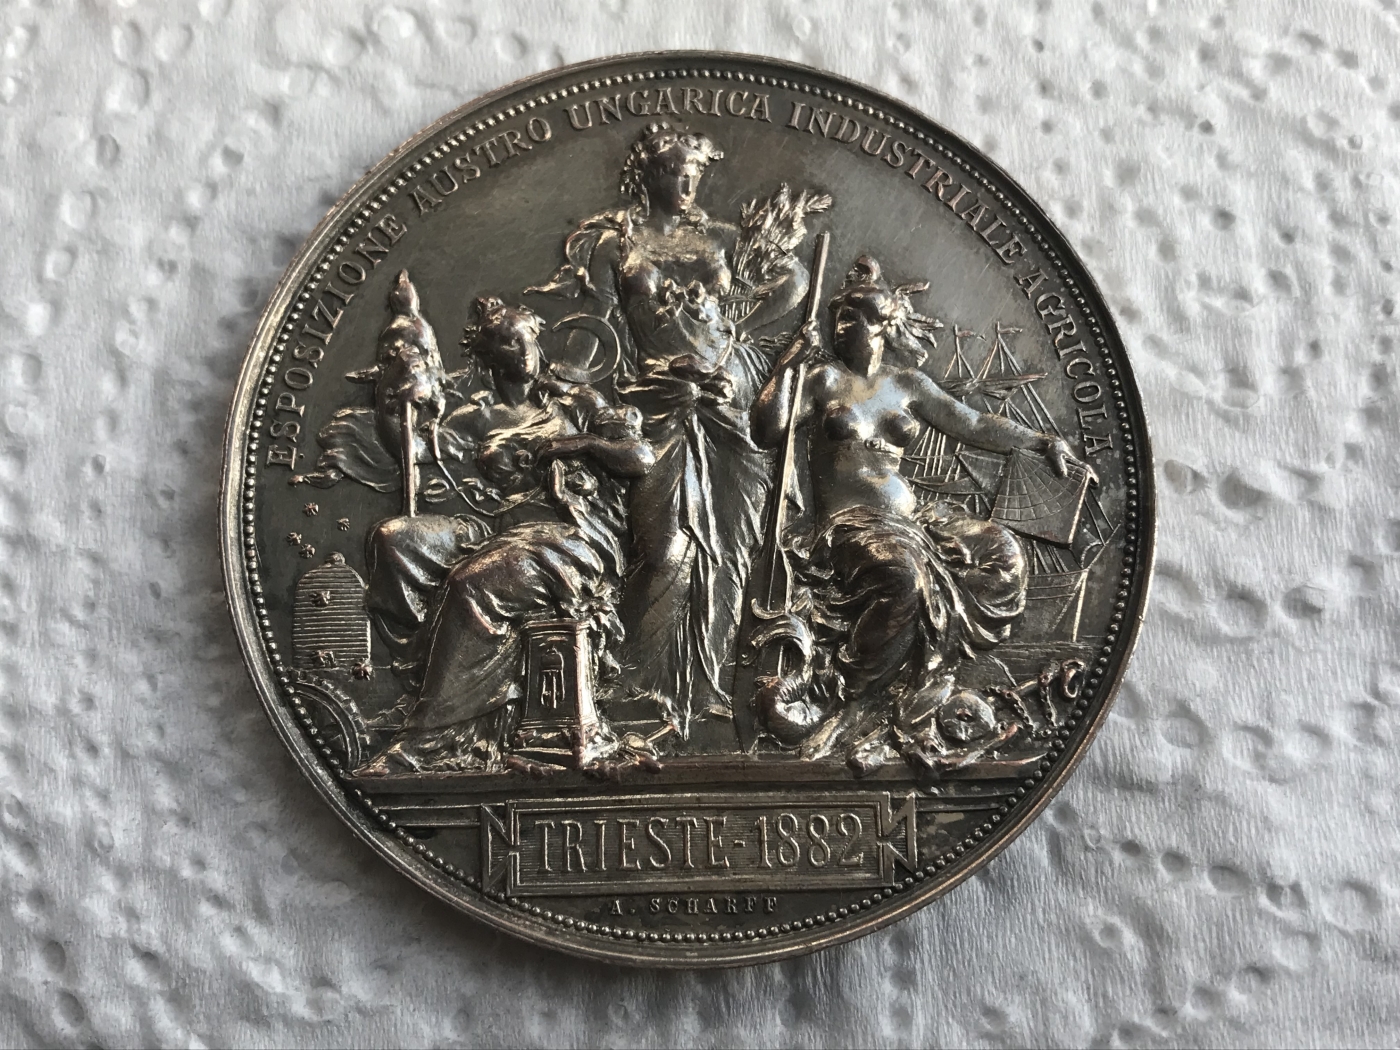 ESPOSIZIONE AUSTRO UNGARICA INDUSTRIALE AGRICOLA
TRIESTE-1882
A. SCHARFF